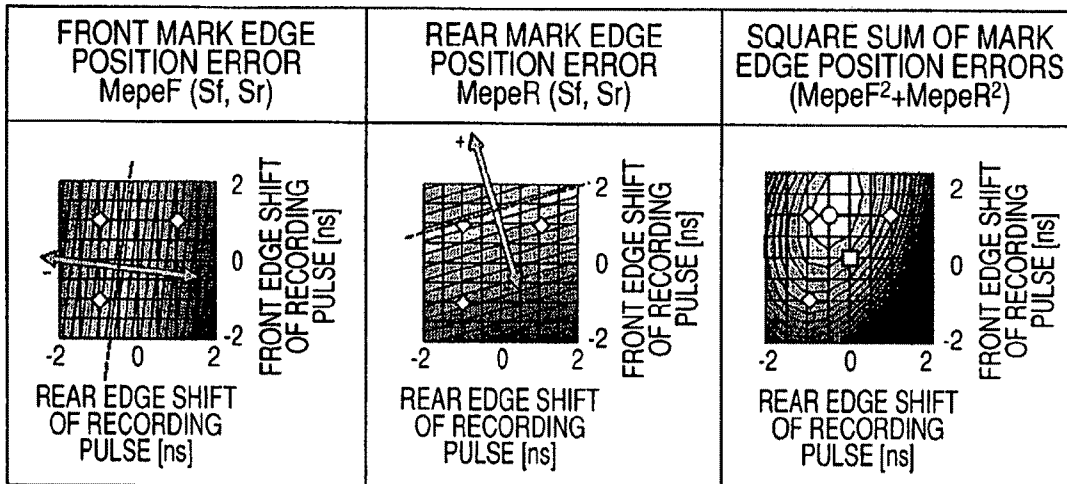 FRONT MARK EDGE
POSITION ERROR
MepeF (Sf, Sr)
REAR MARK EDGE
POSITION ERROR
MepeR (Sf, Sr)
SQUARE SUM OF MARK
EDGE POSITION ERRORS
(MepeF²+MepeR²)
-
2
0
-2
FRONT EDGE SHIFT
OF RECORDING
PULSE [ns]
-2
0
2
REAR EDGE SHIFT
OF RECORDING
PULSE [ns]
+
2
0
-2
FRONT EDGE SHIFT
OF RECORDING
PULSE [ns]
-2
0
2
REAR EDGE SHIFT
OF RECORDING
PULSE [ns]
2
0
-2
FRONT EDGE SHIFT
OF RECORDING
PULSE [ns]
-2
0
2
REAR EDGE SHIFT
OF RECORDING
PULSE [ns]